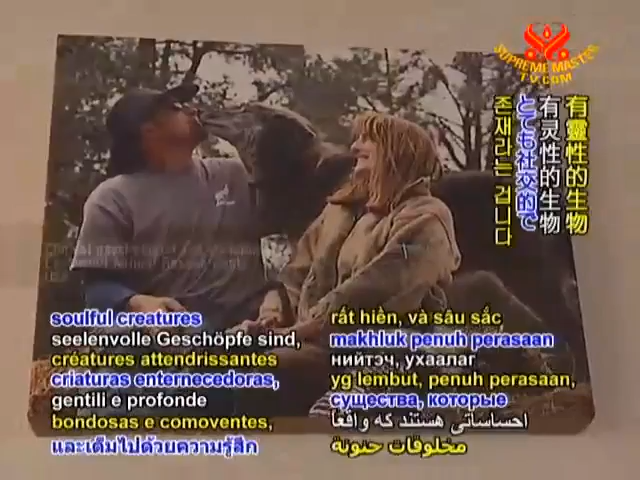 SUPREME MASTER
TV.COM
有靈性的生物
有灵性的生物
とても社交的で
존재라는 겁니다
soulful creatures
seelenvolle Geschöpfe sind,
créatures attendrissantes
criaturas enternecedoras,
gentili e profonde
bondosas e comoventes,
และเต็มไปด้วยความรู้สึก
rất hiền, và sâu sắc
makhluk penuh perasaan
нийтэч, ухаалаг
yg lembut, penuh perasaan,
существа, которые
احساساتی هستند که واقعاً
مخلوقات حنونة